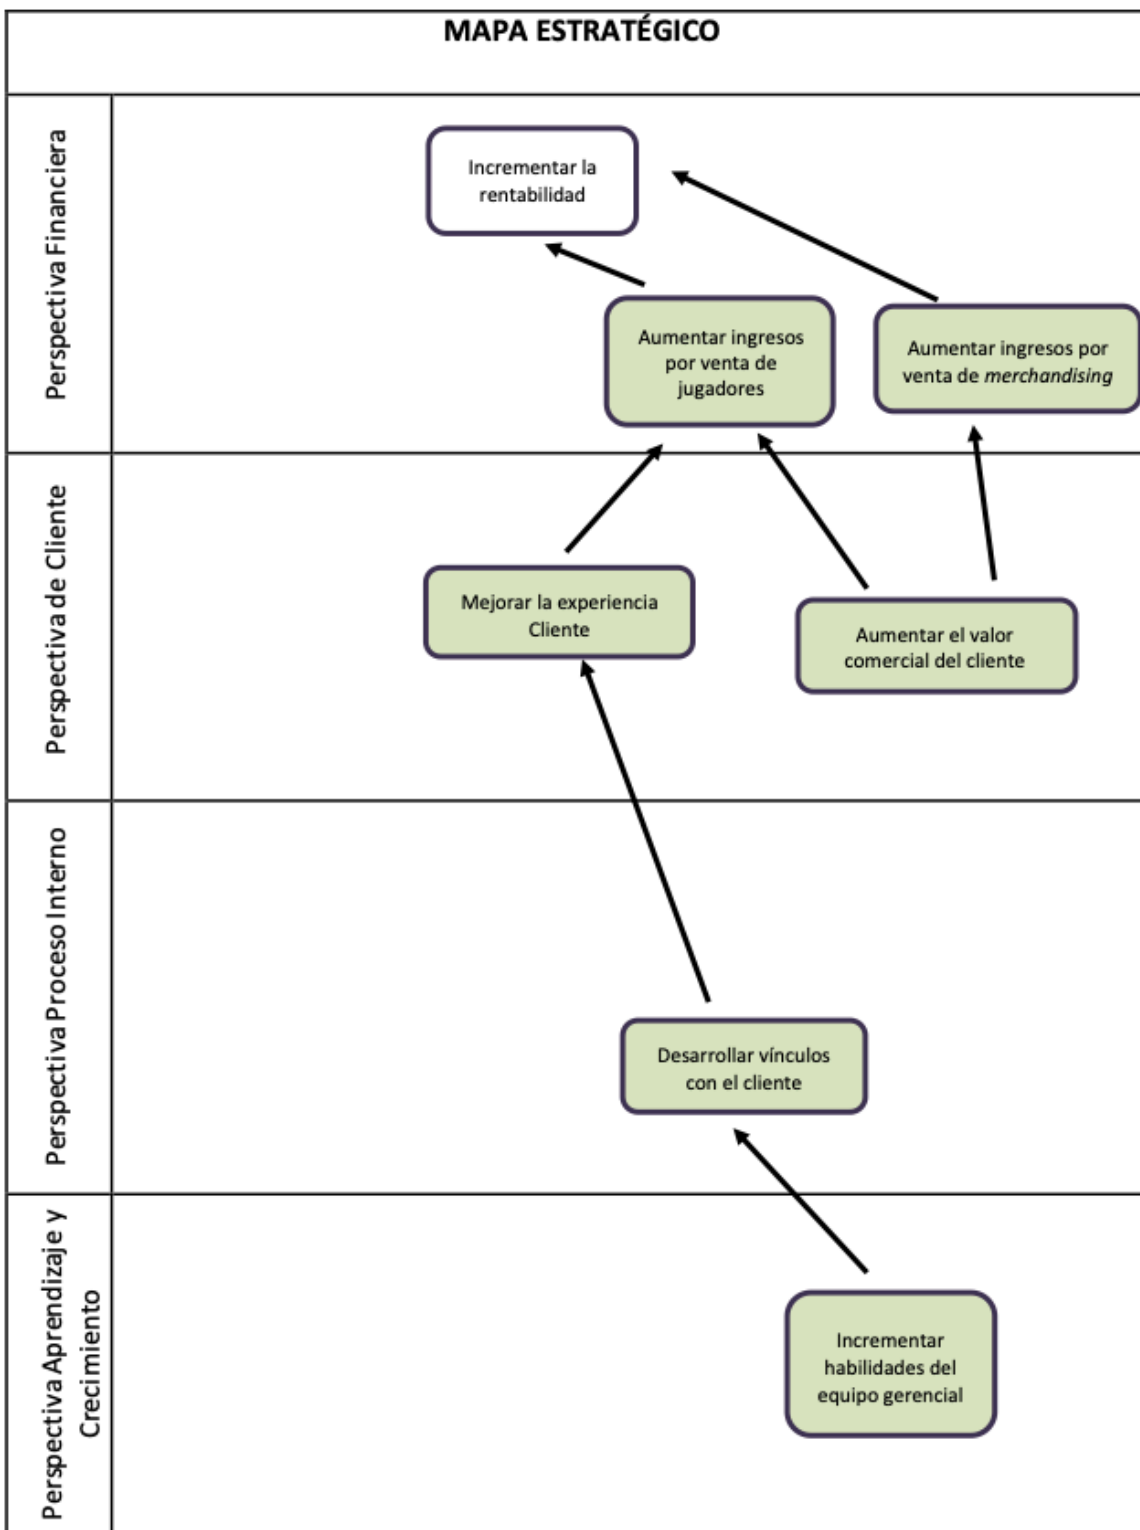 MAPA ESTRATÉGICO
Perspectiva Financiera
Incrementar la
rentabilidad
Aumentar ingresos
por venta de
jugadores
Aumentar ingresos por
venta de merchandising
Perspectiva de Cliente
Mejorar la experiencia
Cliente
Aumentar el valor
comercial del cliente
Perspectiva Proceso Interno
Desarrollar vínculos
con el cliente
Perspectiva Aprendizaje y
Crecimiento
Incrementar
habilidades del
equipo gerencial